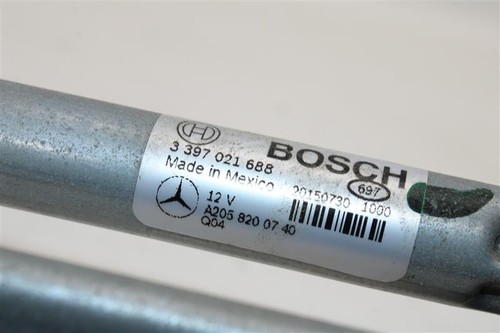 BOSCH
3 397 021 688
Made in Mexico
697
20150730 1000
12 V
A205 820 07 40
Q04